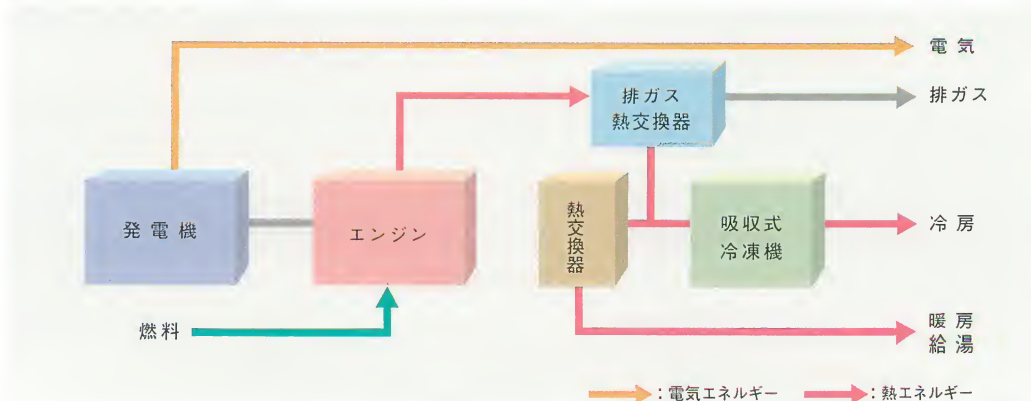 電気
排ガス
熱交換器
排ガス
発電機
エンジン
熱交換器
吸収式
冷凍機
冷房
燃料
暖房
給湯
：電気エネルギー
：熱エネルギー